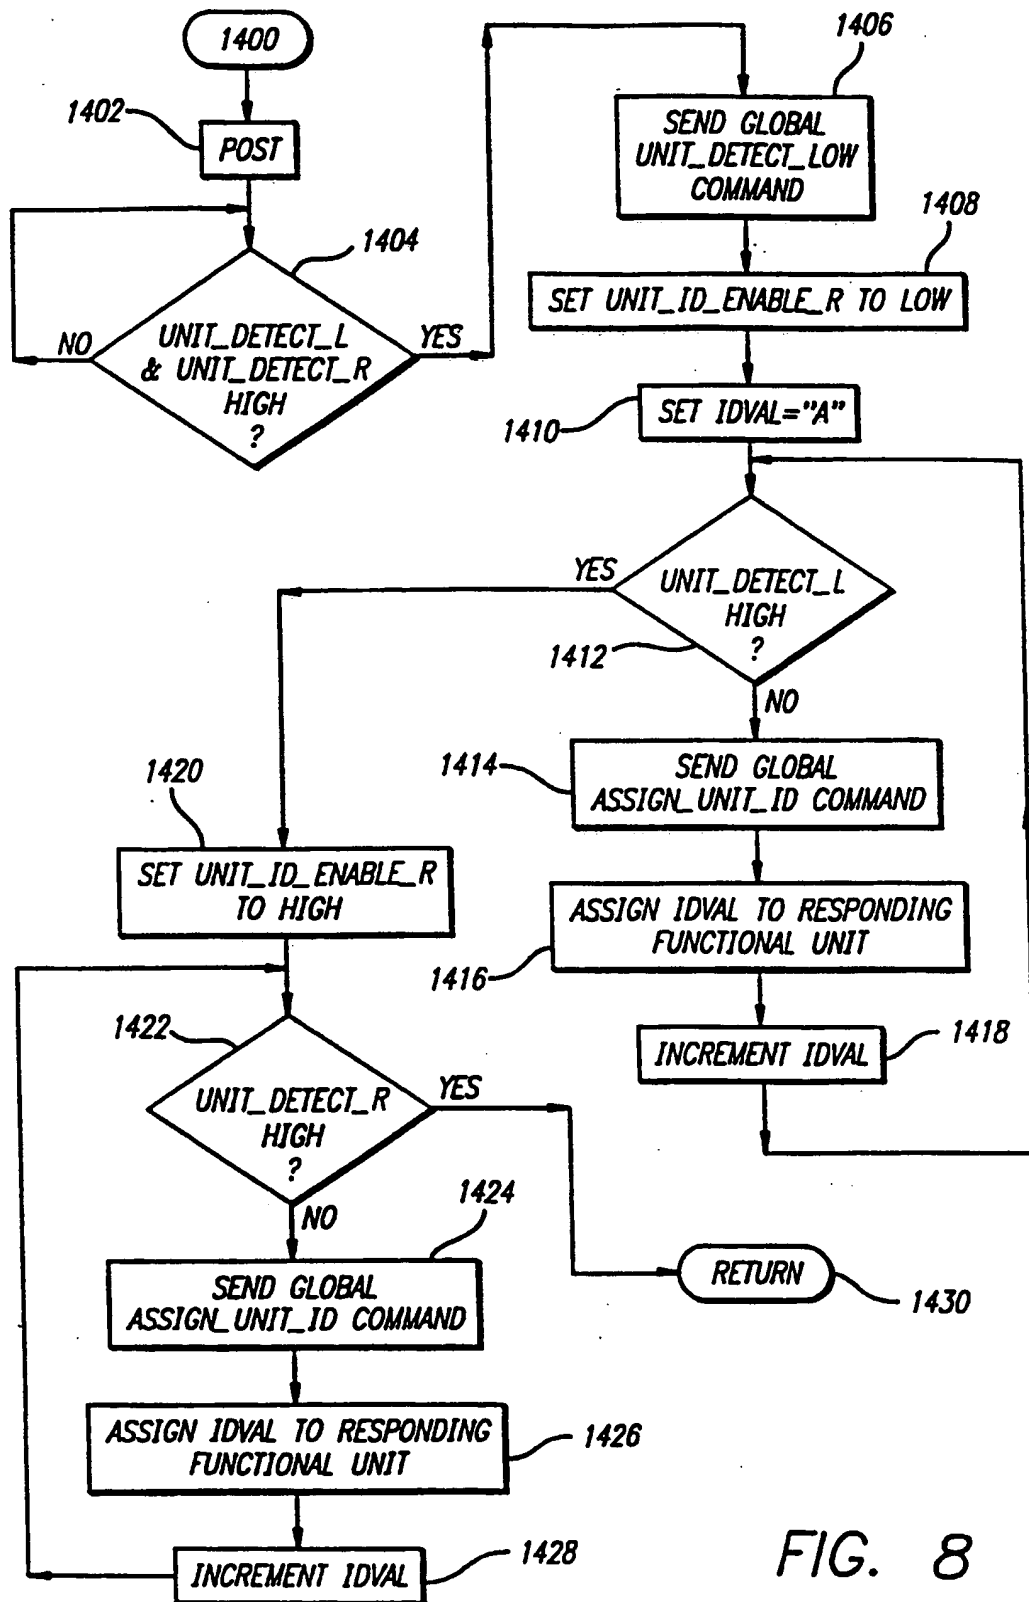 1400
1402
POST
1404
UNIT_DETECT_L
& UNIT_DETECT_R
HIGH
?
NO
YES
1406
SEND GLOBAL
UNIT_DETECT_LOW
COMMAND
1408
SET UNIT_ID_ENABLE_R TO LOW
SET IDVAL="A"
1410
UNIT_DETECT_L
HIGH
?
YES
1412
NO
1414
SEND GLOBAL
ASSIGN_UNIT_ID COMMAND
ASSIGN IDVAL TO RESPONDING
FUNCTIONAL UNIT
1416
INCREMENT IDVAL
1418
1420
SET UNIT_ID_ENABLE_R
TO HIGH
1422
UNIT_DETECT_R
HIGH
?
YES
NO
1424
SEND GLOBAL
ASSIGN_UNIT_ID COMMAND
RETURN
1430
ASSIGN IDVAL TO RESPONDING
FUNCTIONAL UNIT
1426
INCREMENT IDVAL
1428
FIG. 8